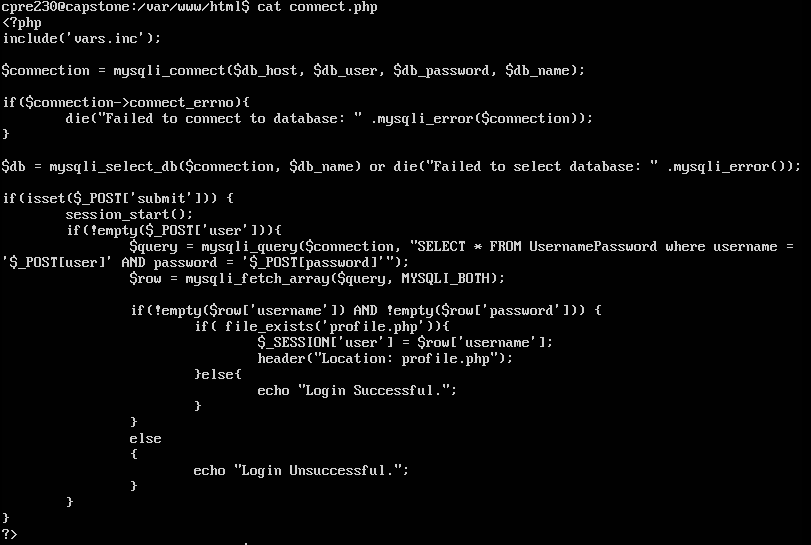 cpre230@capstone:/var/www/html$ cat connect.php
<?php
include('vars.inc');

$connection = mysqli_connect($db_host, $db_user, $db_password, $db_name);

if($connection->connect_errno){
        die("Failed to connect to database: " .mysqli_error($connection));
}

$db = mysqli_select_db($connection, $db_name) or die("Failed to select database: " .mysqli_error());

if(isset($_POST['submit'])) {
        session_start();
        if(!empty($_POST['user'])){
                $query = mysqli_query($connection, "SELECT * FROM UsernamePassword where username =
'$_POST[user]' AND password = '$_POST[password]'");
                $row = mysqli_fetch_array($query, MYSQLI_BOTH);

                if(!empty($row['username']) AND !empty($row['password'])) {
                        if( file_exists('profile.php')){
                                $_SESSION['user'] = $row['username'];
                                header("Location: profile.php");
                        }else{
                                echo "Login Successful.";
                        }
                }
                else
                {
                        echo "Login Unsuccessful.";
                }
        }
}
?>